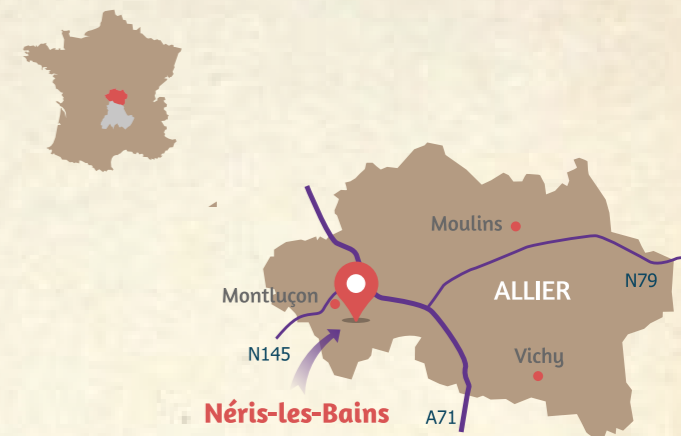 Moulins
ALLIER
N79
Montluçon
N145
Vichy
Néris-les-Bains
A71